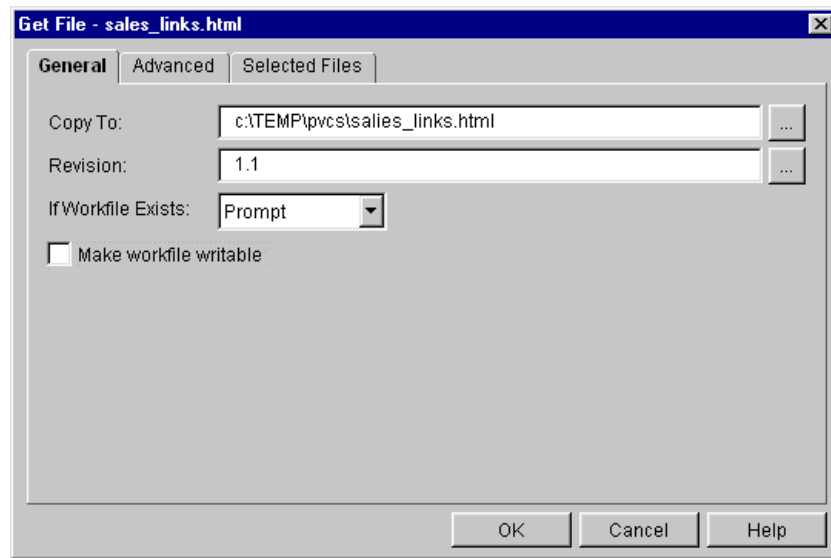 Get File - sales_links.html
General Advanced Selected Files
Copy To: c:\TEMP\pvcs\salies_links.html ...
Revision: 1.1 ...
If Workfile Exists: Prompt
Make workfile writable
OK Cancel Help